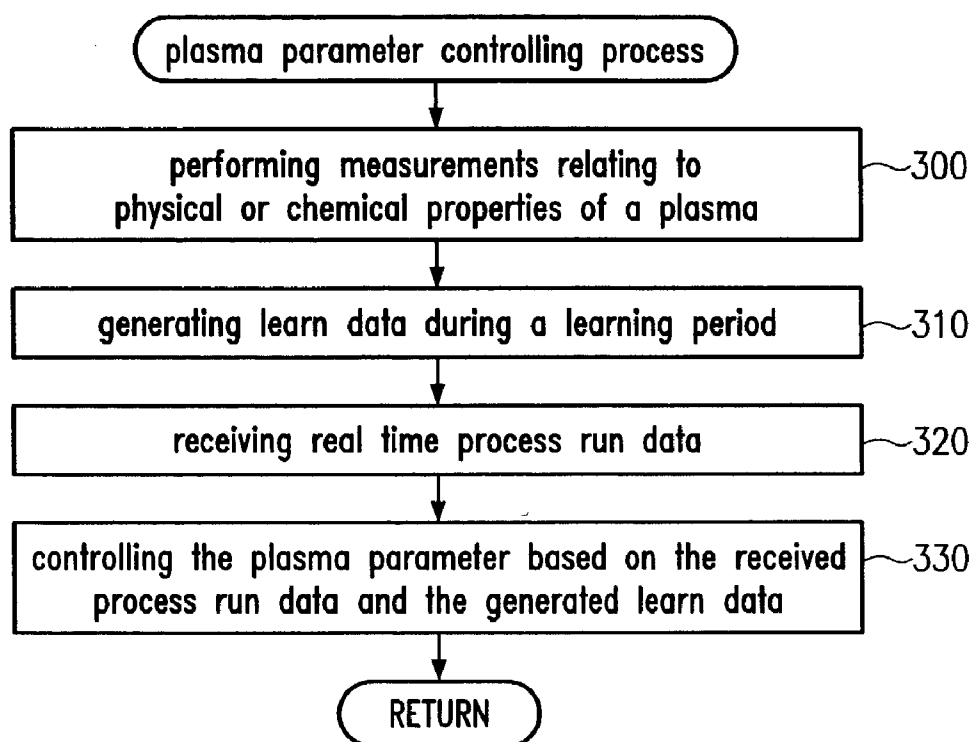 plasma parameter controlling process
performing measurements relating to
physical or chemical properties of a plasma
300
generating learn data during a learning period
310
receiving real time process run data
320
controlling the plasma parameter based on the received
process run data and the generated learn data
330
RETURN